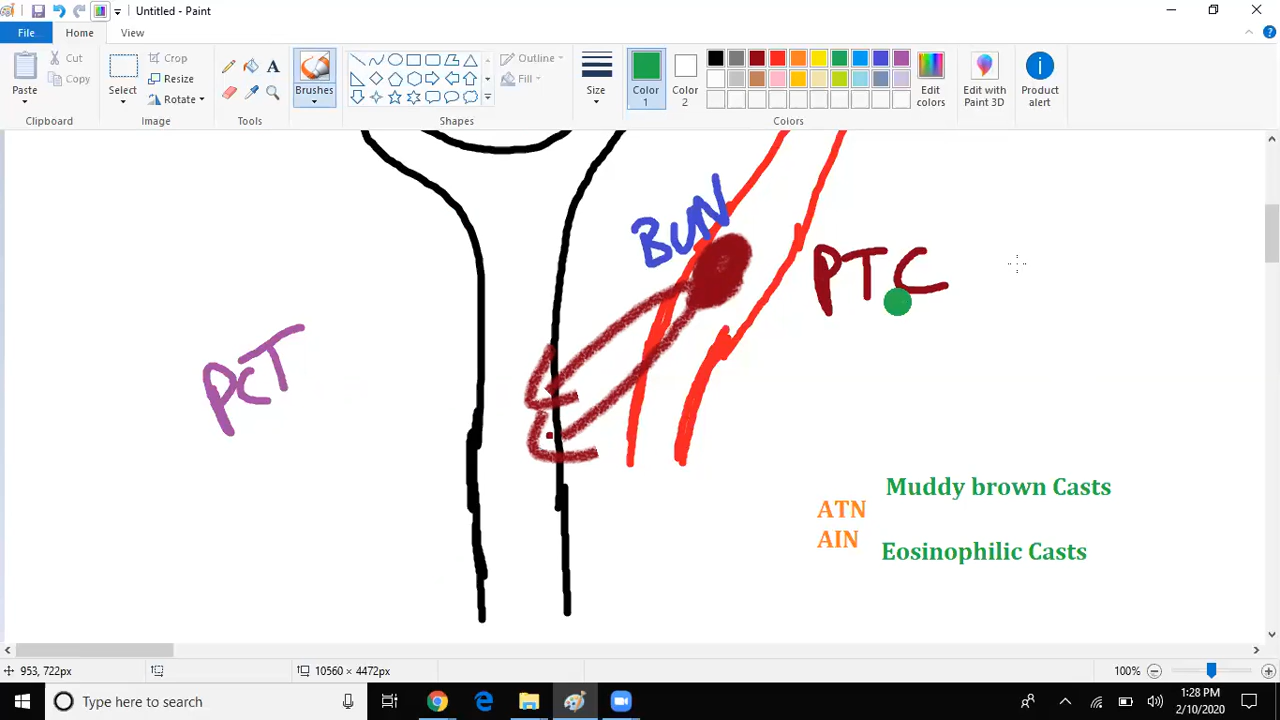 Untitled - Paint
File Home View
Paste Cut Copy Clipboard
Select Crop Resize Rotate Image
Tools
Brushes
Shapes Outline Fill
Size
Color 1 Color 2 Colors
Edit colors
Edit with Paint 3D
Product alert
BUN
PTC
PCT
Muddy brown Casts
ATN
AIN
Eosinophilic Casts
953, 722px 10560 × 4472px 100%
Type here to search
1:28 PM
2/10/2020